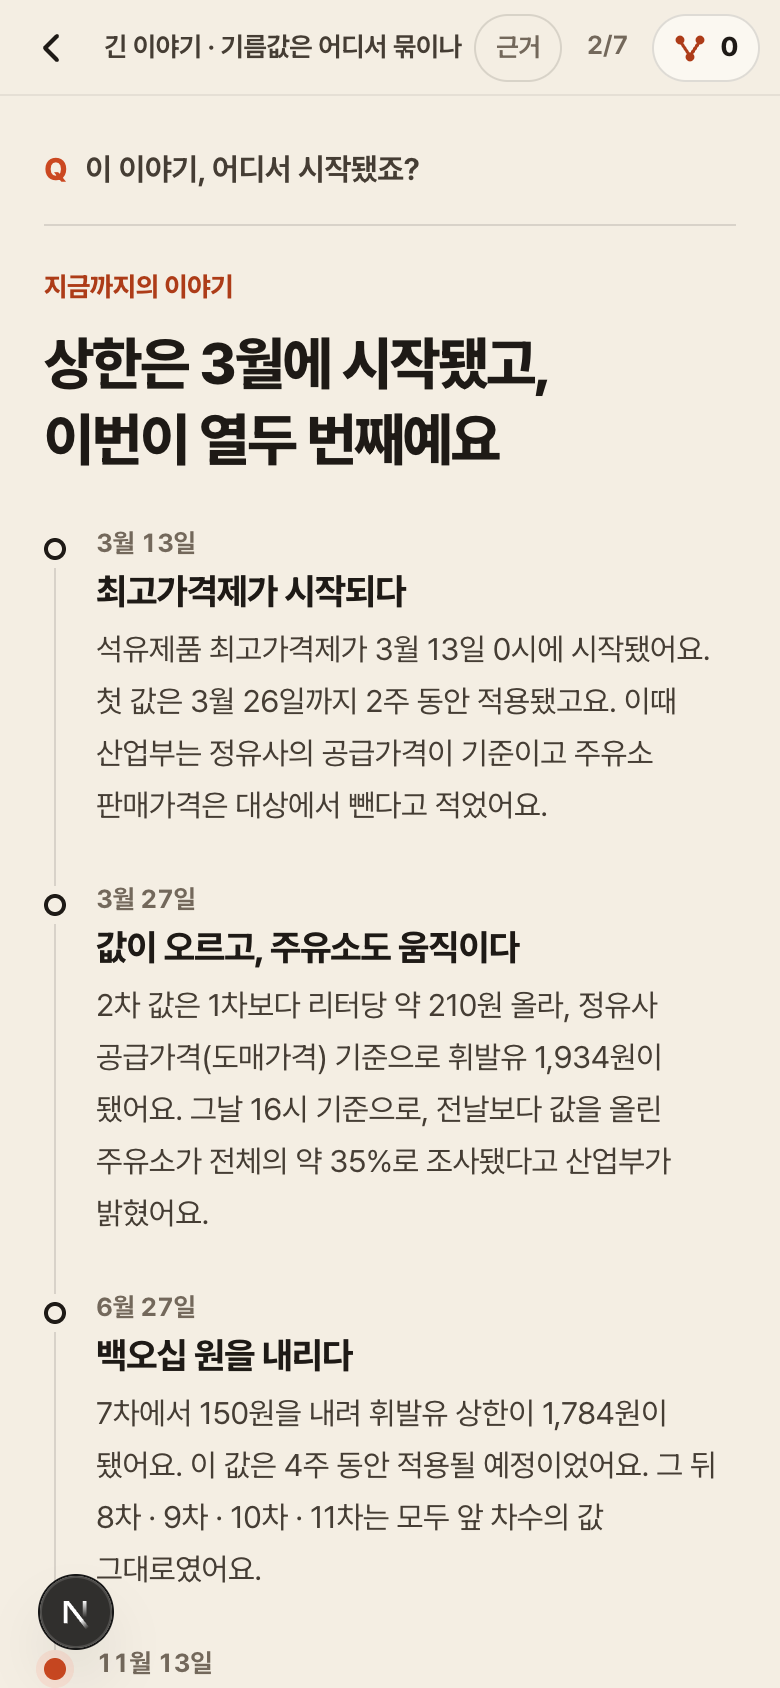 긴 이야기 · 기름값은 어디서 묶이나
근거
2/7
0
Q 이 이야기, 어디서 시작됐죠?
지금까지의 이야기
상한은 3월에 시작됐고,
이번이 열두 번째예요
3월 13일
최고가격제가 시작되다
석유제품 최고가격제가 3월 13일 0시에 시작됐어요.
첫 값은 3월 26일까지 2주 동안 적용됐고요. 이때
산업부는 정유사의 공급가격이 기준이고 주유소
판매가격은 대상에서 뺀다고 적었어요.
3월 27일
값이 오르고, 주유소도 움직이다
2차 값은 1차보다 리터당 약 210원 올라, 정유사
공급가격(도매가격) 기준으로 휘발유 1,934원이
됐어요. 그날 16시 기준으로, 전날보다 값을 올린
주유소가 전체의 약 35%로 조사됐다고 산업부가
밝혔어요.
6월 27일
백오십 원을 내리다
7차에서 150원을 내려 휘발유 상한이 1,784원이
됐어요. 이 값은 4주 동안 적용될 예정이었어요. 그 뒤
8차 · 9차 · 10차 · 11차는 모두 앞 차수의 값
그대로였어요.
N
11월 13일